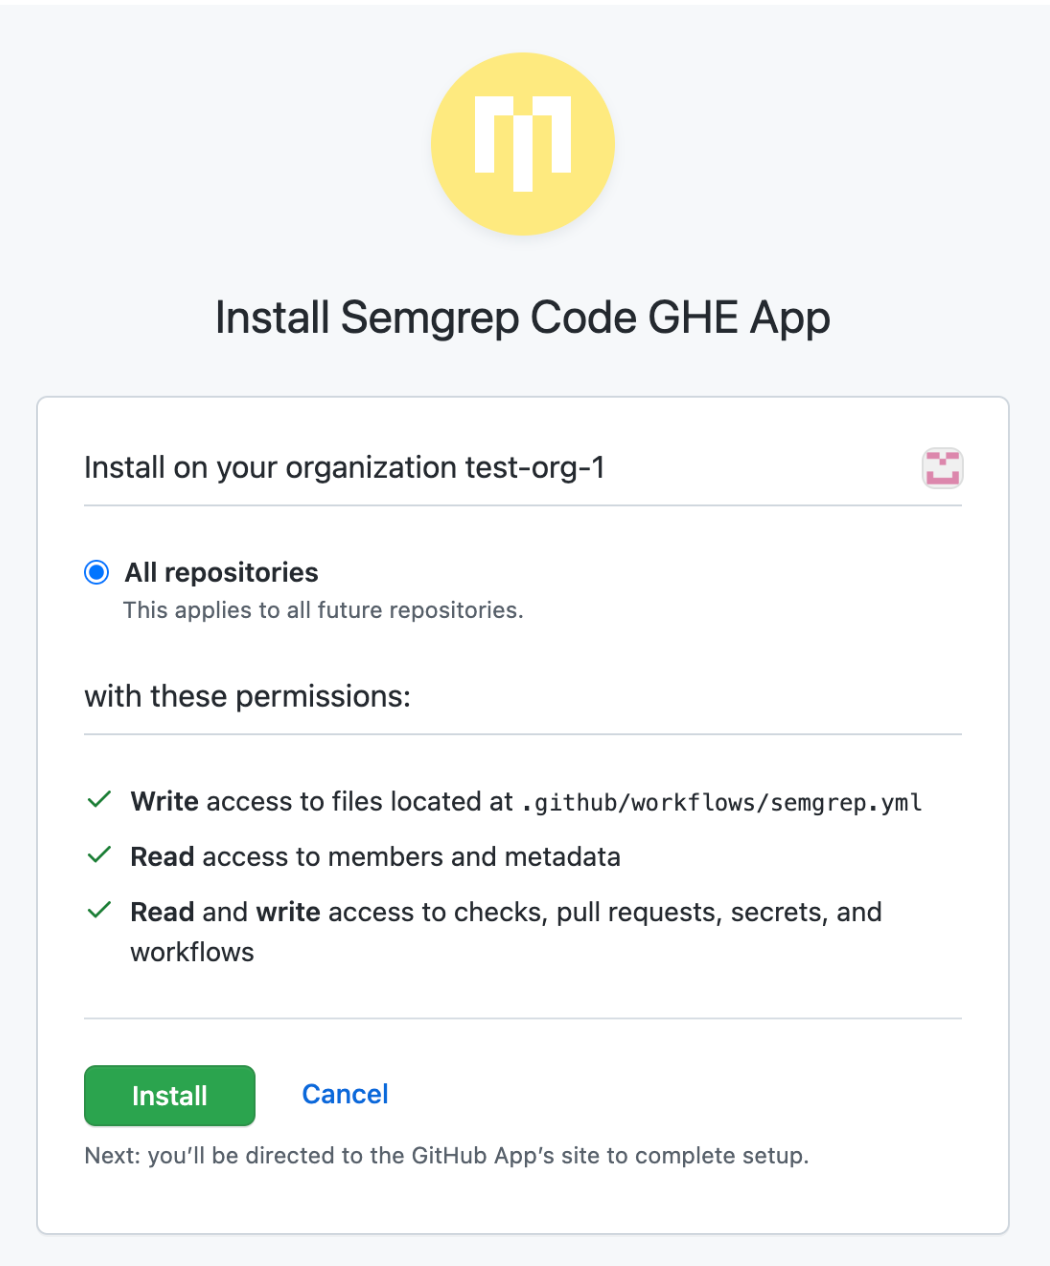 Install Semgrep Code GHE App
Install on your organization test-org-1
All repositories
This applies to all future repositories.
with these permissions:
Write access to files located at .github/workflows/semgrep.yml
Read access to members and metadata
Read and write access to checks, pull requests, secrets, and
workflows
Install Cancel
Next: you’ll be directed to the GitHub App’s site to complete setup.